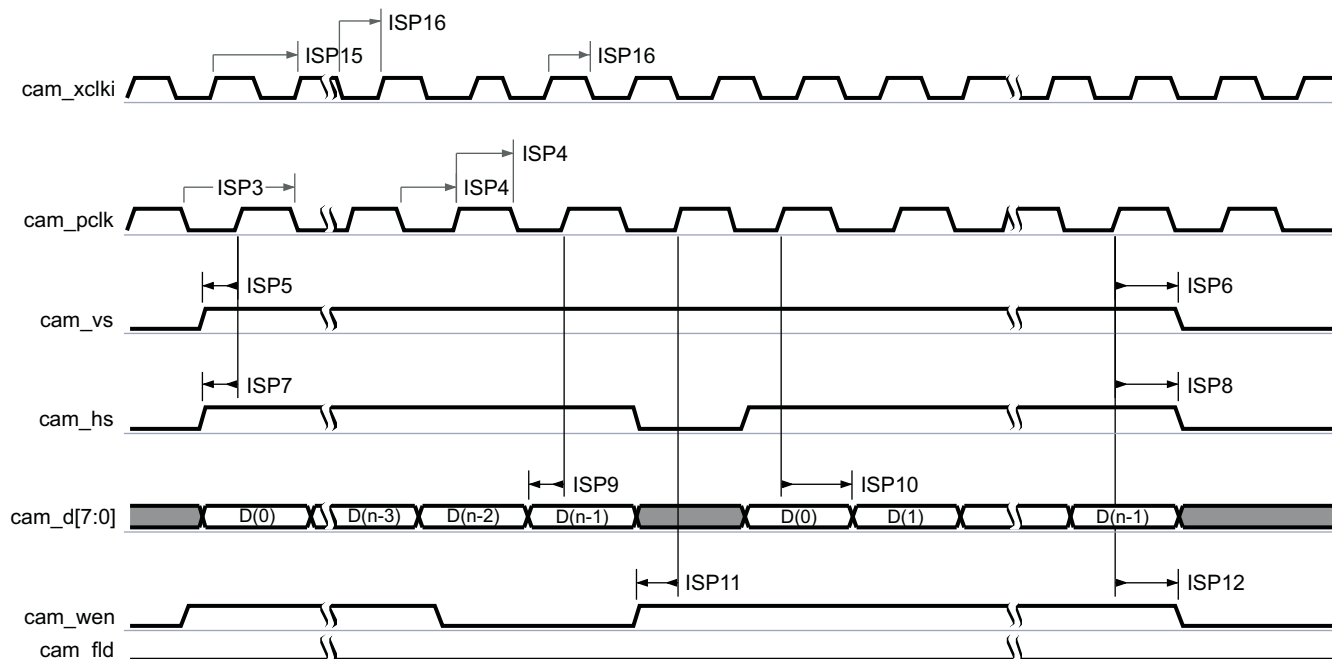 ISP16
ISP15 ISP16
cam_xclki
ISP4
ISP3 ISP4
cam_pclk
ISP5 ISP6
cam_vs
ISP7 ISP8
cam_hs
ISP9 ISP10
cam_d[7:0] D(0) D(n-3) D(n-2) D(n-1) D(0) D(1) D(n-1)
ISP11 ISP12
cam_wen
cam_fld